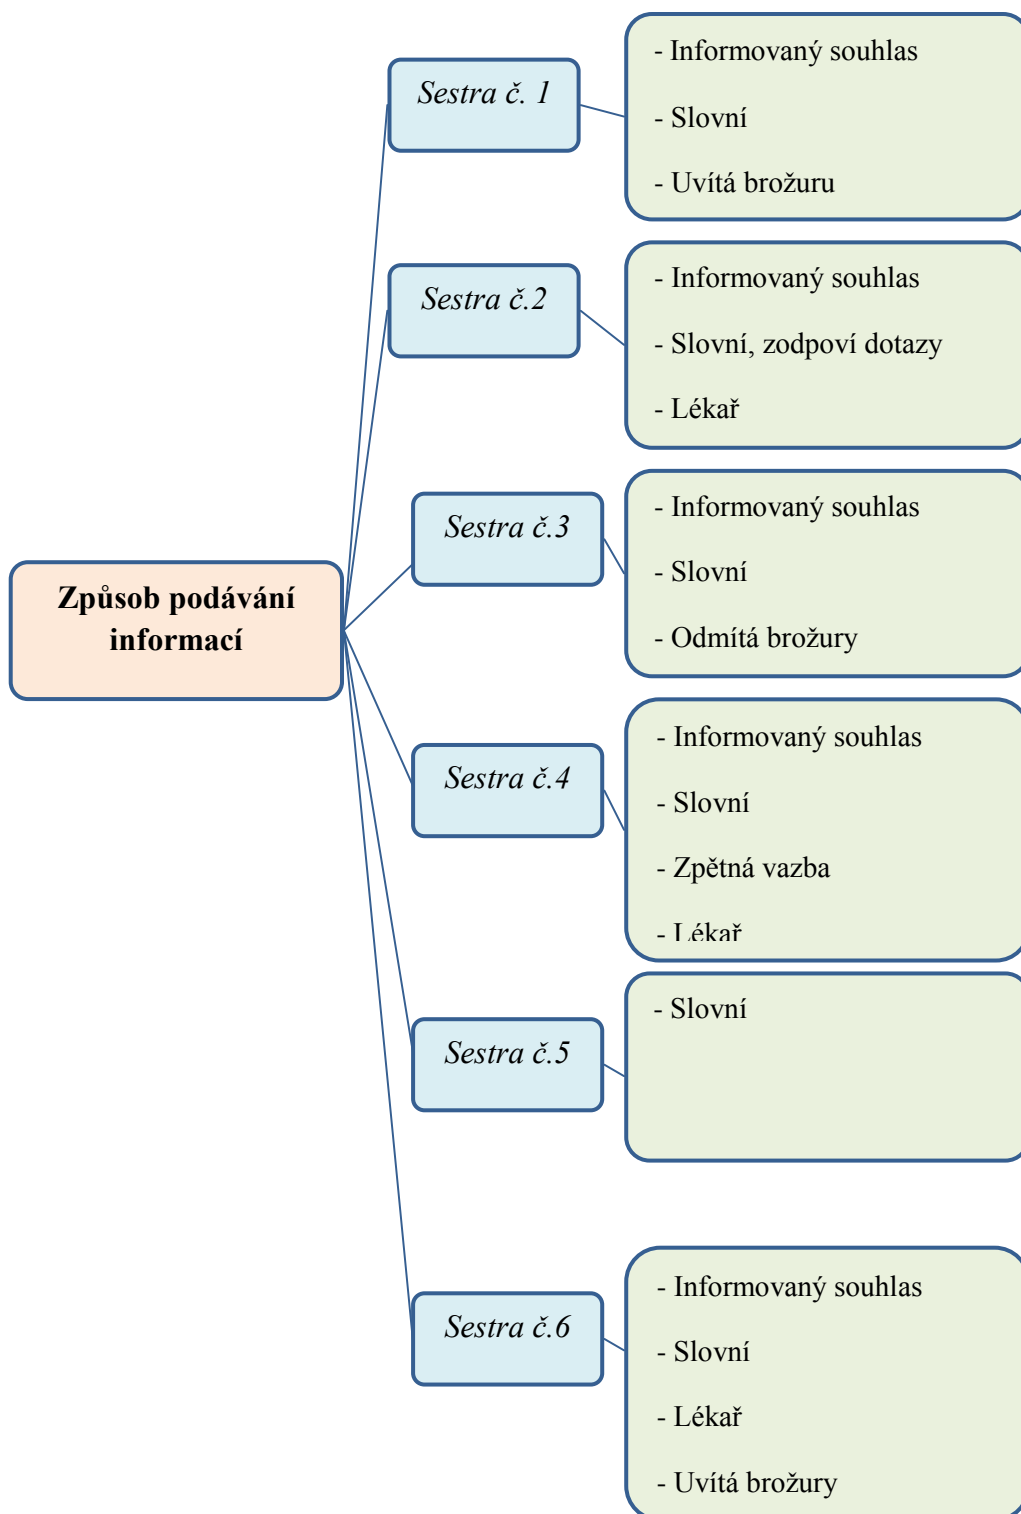 Způsob podávání
informací
Sestra č. 1
- Informovaný souhlas
- Slovní
- Uvítá brožuru
Sestra č.2
- Informovaný souhlas
- Slovní, zodpoví dotazy
- Lékař
Sestra č.3
- Informovaný souhlas
- Slovní
- Odmítá brožury
Sestra č.4
- Informovaný souhlas
- Slovní
- Zpětná vazba
- Lékař
Sestra č.5
- Slovní
Sestra č.6
- Informovaný souhlas
- Slovní
- Lékař
- Uvítá brožury